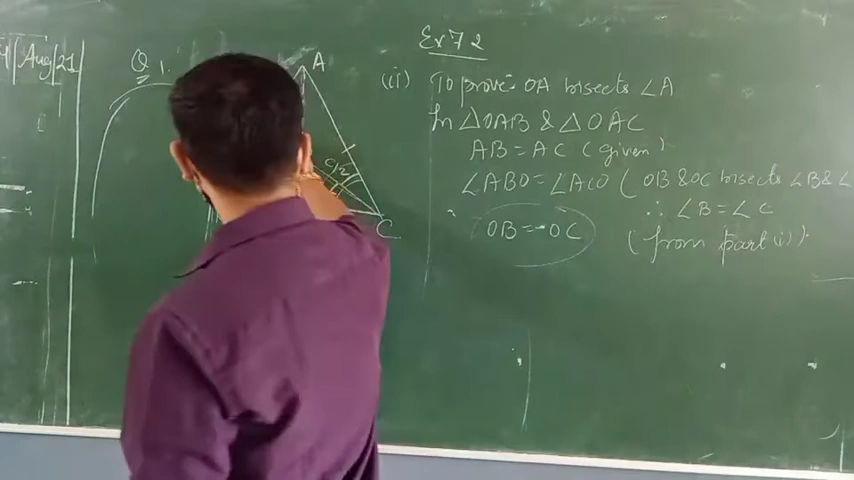 Aug/21
Q 1.
A
C/2
C
Ex 7.2
(ii) To prove:- OA bisects ∠A
In △OAB & △OAC
AB = AC (given)
∠ABO = ∠ACO ( OB & OC bisects ∠B & ∠
∴ ∠B = ∠C
OB = OC (from part (i))